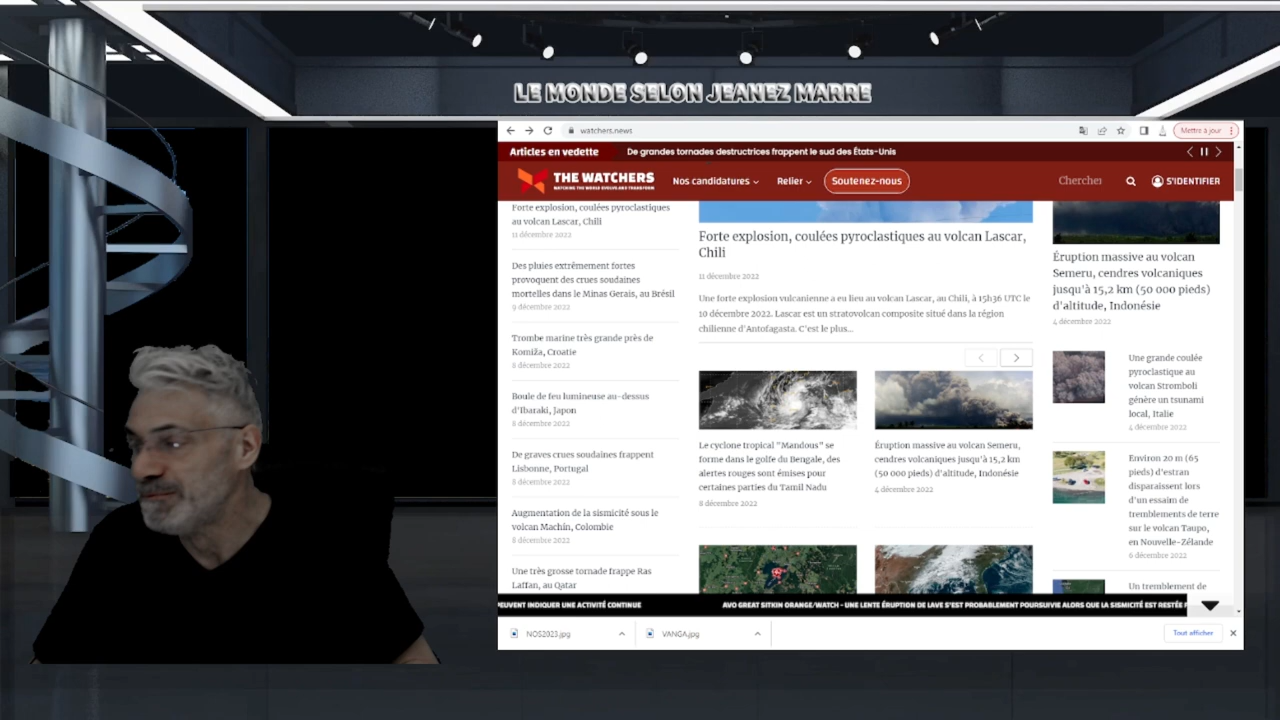 LE MONDE SELON JEANEZ MARRE
watchers.news
Mettre à jour
Articles en vedette
De grandes tornades destructrices frappent le sud des États-Unis
THE WATCHERS
WATCHING THE WORLD EVOLVE AND TRANSFORM
Nos candidatures
Relier
Soutenez-nous
Cherchez
S'IDENTIFIER
Forte explosion, coulées pyroclastiques
au volcan Lascar, Chili
11 décembre 2022
Des pluies extrêmement fortes
provoquent des crues soudaines
mortelles dans le Minas Gerais, au Brésil
9 décembre 2022
Trombe marine très grande près de
Komiža, Croatie
8 décembre 2022
Boule de feu lumineuse au-dessus
d'Ibaraki, Japon
8 décembre 2022
De graves crues soudaines frappent
Lisbonne, Portugal
8 décembre 2022
Augmentation de la sismicité sous le
volcan Machin, Colombie
8 décembre 2022
Une très grosse tornade frappe Ras
Laffan, au Qatar
Forte explosion, coulées pyroclastiques au volcan Lascar,
Chili
11 décembre 2022
Une forte explosion vulcanienne a eu lieu au volcan Lascar, au Chili, à 15h36 UTC le
10 décembre 2022. Lascar est un stratovolcan composite situé dans la région
chilienne d'Antofagasta. C'est le plus...
Le cyclone tropical "Mandous" se
forme dans le golfe du Bengale, des
alertes rouges sont émises pour
certaines parties du Tamil Nadu
8 décembre 2022
Éruption massive au volcan Semeru,
cendres volcaniques jusqu'à 15,2 km
(50 000 pieds) d'altitude, Indonésie
4 décembre 2022
Éruption massive au volcan
Semeru, cendres volcaniques
jusqu'à 15,2 km (50 000 pieds)
d'altitude, Indonésie
4 décembre 2022
Une grande coulée
pyroclastique au
volcan Stromboli
génère un tsunami
local, Italie
4 décembre 2022
Environ 20 m (65
pieds) d'estran
disparaissent lors
d'un essaim de
tremblements de terre
sur le volcan Taupo,
en Nouvelle-Zélande
6 décembre 2022
Un tremblement de
PEUVENT INDIQUER UNE ACTIVITÉ CONTINUE
AVO GREAT SITKIN ORANGE/WATCH - UNE LENTE ÉRUPTION DE LAVE S'EST PROBABLEMENT POURSUIVIE ALORS QUE LA SISMICITÉ EST RESTÉE
NOS2023.jpg
VANGA.jpg
Tout afficher